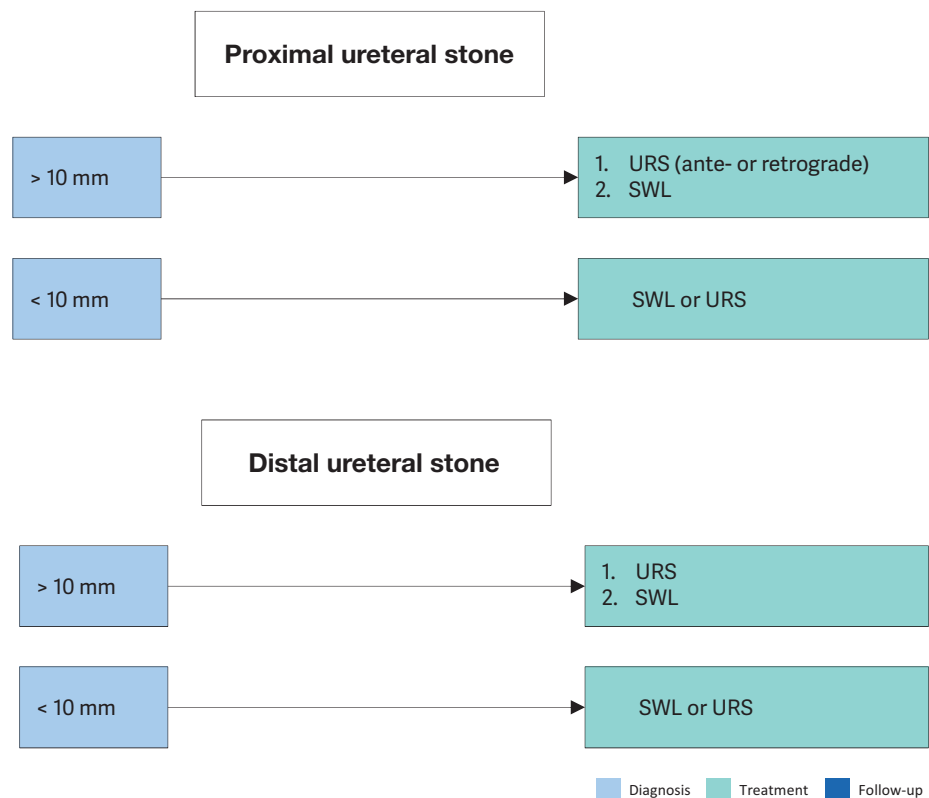 Proximal ureteral stone
> 10 mm
1. URS (ante- or retrograde)
2. SWL
< 10 mm
SWL or URS
Distal ureteral stone
> 10 mm
1. URS
2. SWL
< 10 mm
SWL or URS
Diagnosis Treatment Follow-up